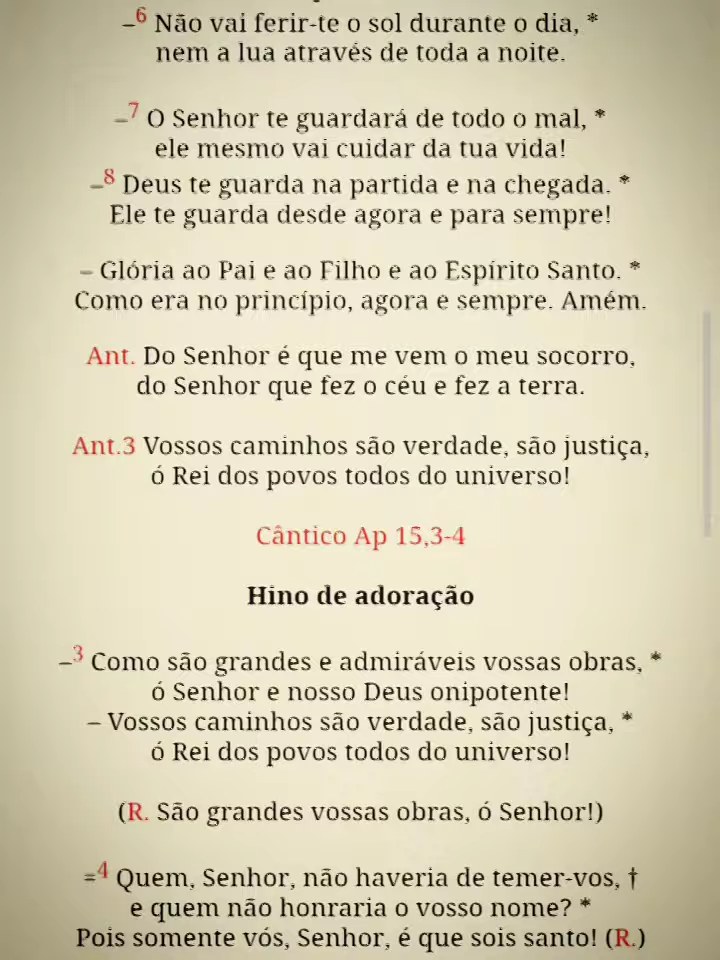 –6 Não vai ferir-te o sol durante o dia, *
nem a lua através de toda a noite.
–7 O Senhor te guardará de todo o mal, *
ele mesmo vai cuidar da tua vida!
–8 Deus te guarda na partida e na chegada. *
Ele te guarda desde agora e para sempre!
– Glória ao Pai e ao Filho e ao Espírito Santo. *
Como era no princípio, agora e sempre. Amém.
Ant. Do Senhor é que me vem o meu socorro,
do Senhor que fez o céu e fez a terra.
Ant.3 Vossos caminhos são verdade, são justiça,
ó Rei dos povos todos do universo!
Cântico Ap 15,3-4
Hino de adoração
–3 Como são grandes e admiráveis vossas obras, *
ó Senhor e nosso Deus onipotente!
– Vossos caminhos são verdade, são justiça, *
ó Rei dos povos todos do universo!
(R. São grandes vossas obras, ó Senhor!)
=4 Quem, Senhor, não haveria de temer-vos, †
e quem não honraria o vosso nome? *
Pois somente vós, Senhor, é que sois santo! (R.)